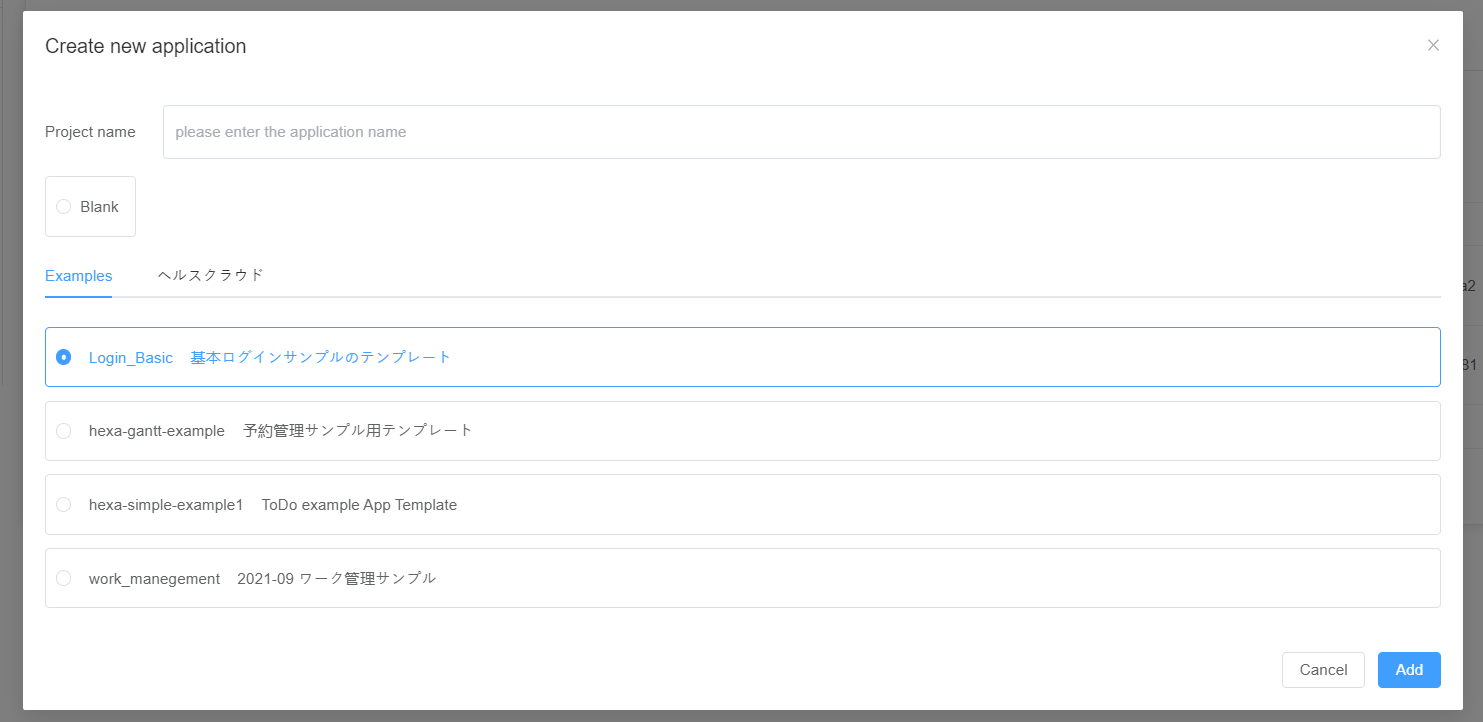 Create new application
Project name
please enter the application name
Blank
Examples ヘルスクラウド
Login_Basic 基本ログインサンプルのテンプレート
hexa-gantt-example 予約管理サンプル用テンプレート
hexa-simple-example1 ToDo example App Template
work_manegement 2021-09 ワーク管理サンプル
Cancel Add